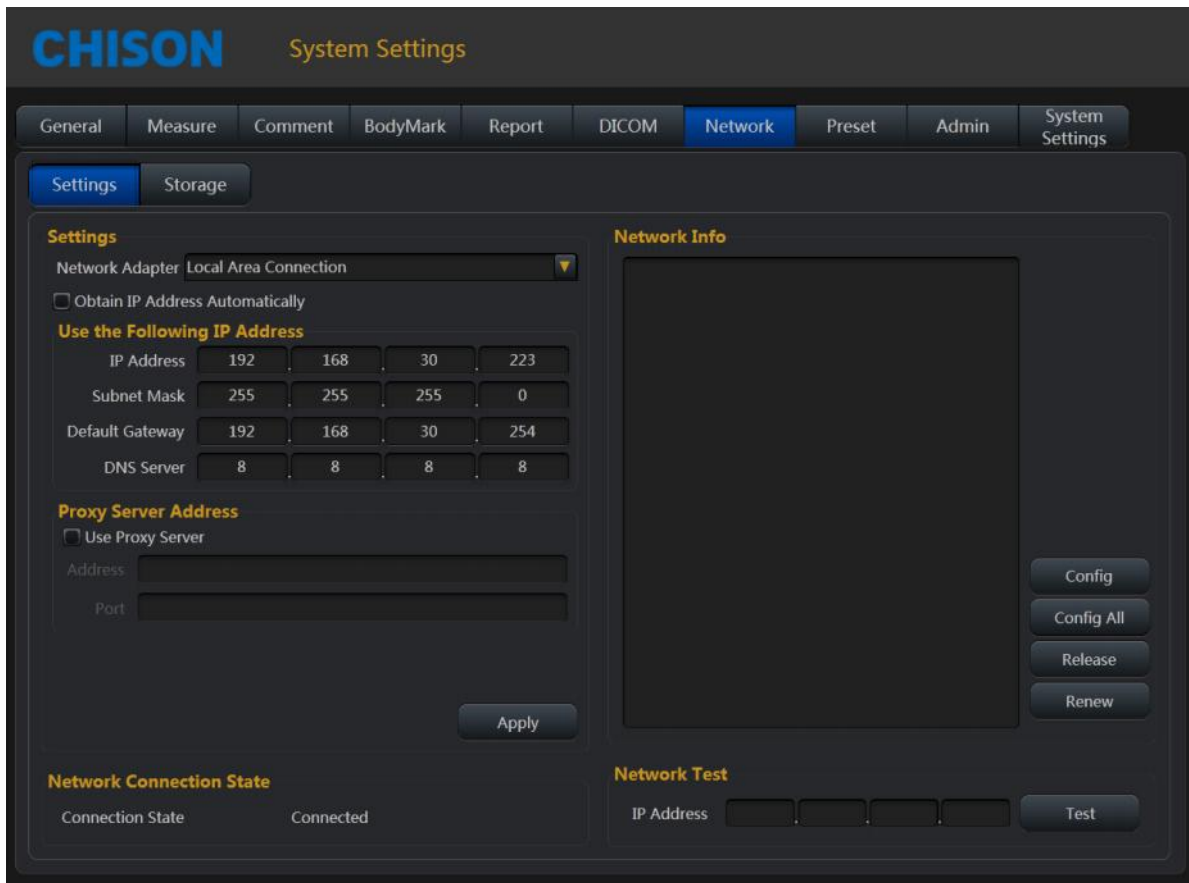 CHISON System Settings
General Measure Comment BodyMark Report DICOM Network Preset Admin System Settings
Settings Storage
Settings
Network Adapter Local Area Connection
Obtain IP Address Automatically
Use the Following IP Address
IP Address 192 . 168 . 30 . 223
Subnet Mask 255 . 255 . 255 . 0
Default Gateway 192 . 168 . 30 . 254
DNS Server 8 . 8 . 8 . 8
Proxy Server Address
Use Proxy Server
Address
Port
Apply
Network Connection State
Connection State Connected
Network Info
Config
Config All
Release
Renew
Network Test
IP Address . . . Test